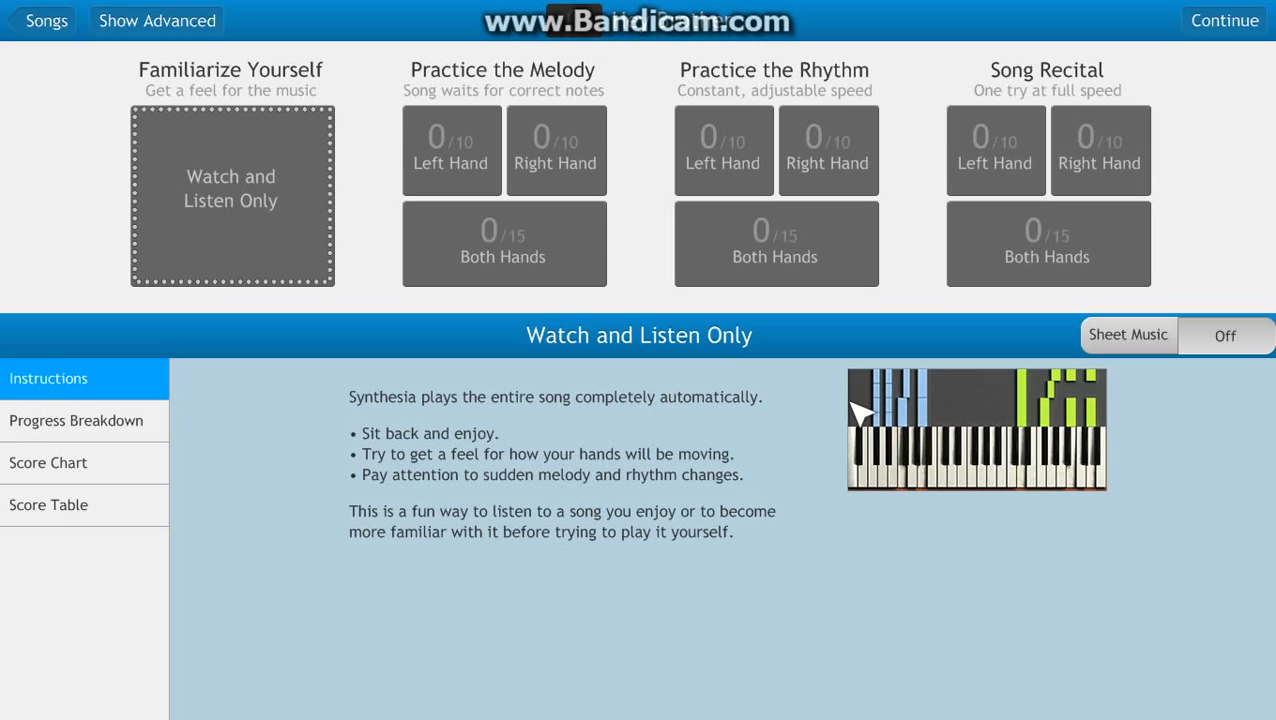 Songs
Show Advanced
www.Bandicam.com
Continue
Familiarize Yourself
Get a feel for the music
Watch and
Listen Only
Practice the Melody
Song waits for correct notes
0/10
Left Hand
0/10
Right Hand
0/15
Both Hands
Practice the Rhythm
Constant, adjustable speed
0/10
Left Hand
0/10
Right Hand
0/15
Both Hands
Song Recital
One try at full speed
0/10
Left Hand
0/10
Right Hand
0/15
Both Hands
Watch and Listen Only
Sheet Music
Off
Instructions
Progress Breakdown
Score Chart
Score Table
Synthesia plays the entire song completely automatically.
• Sit back and enjoy.
• Try to get a feel for how your hands will be moving.
• Pay attention to sudden melody and rhythm changes.
This is a fun way to listen to a song you enjoy or to become
more familiar with it before trying to play it yourself.